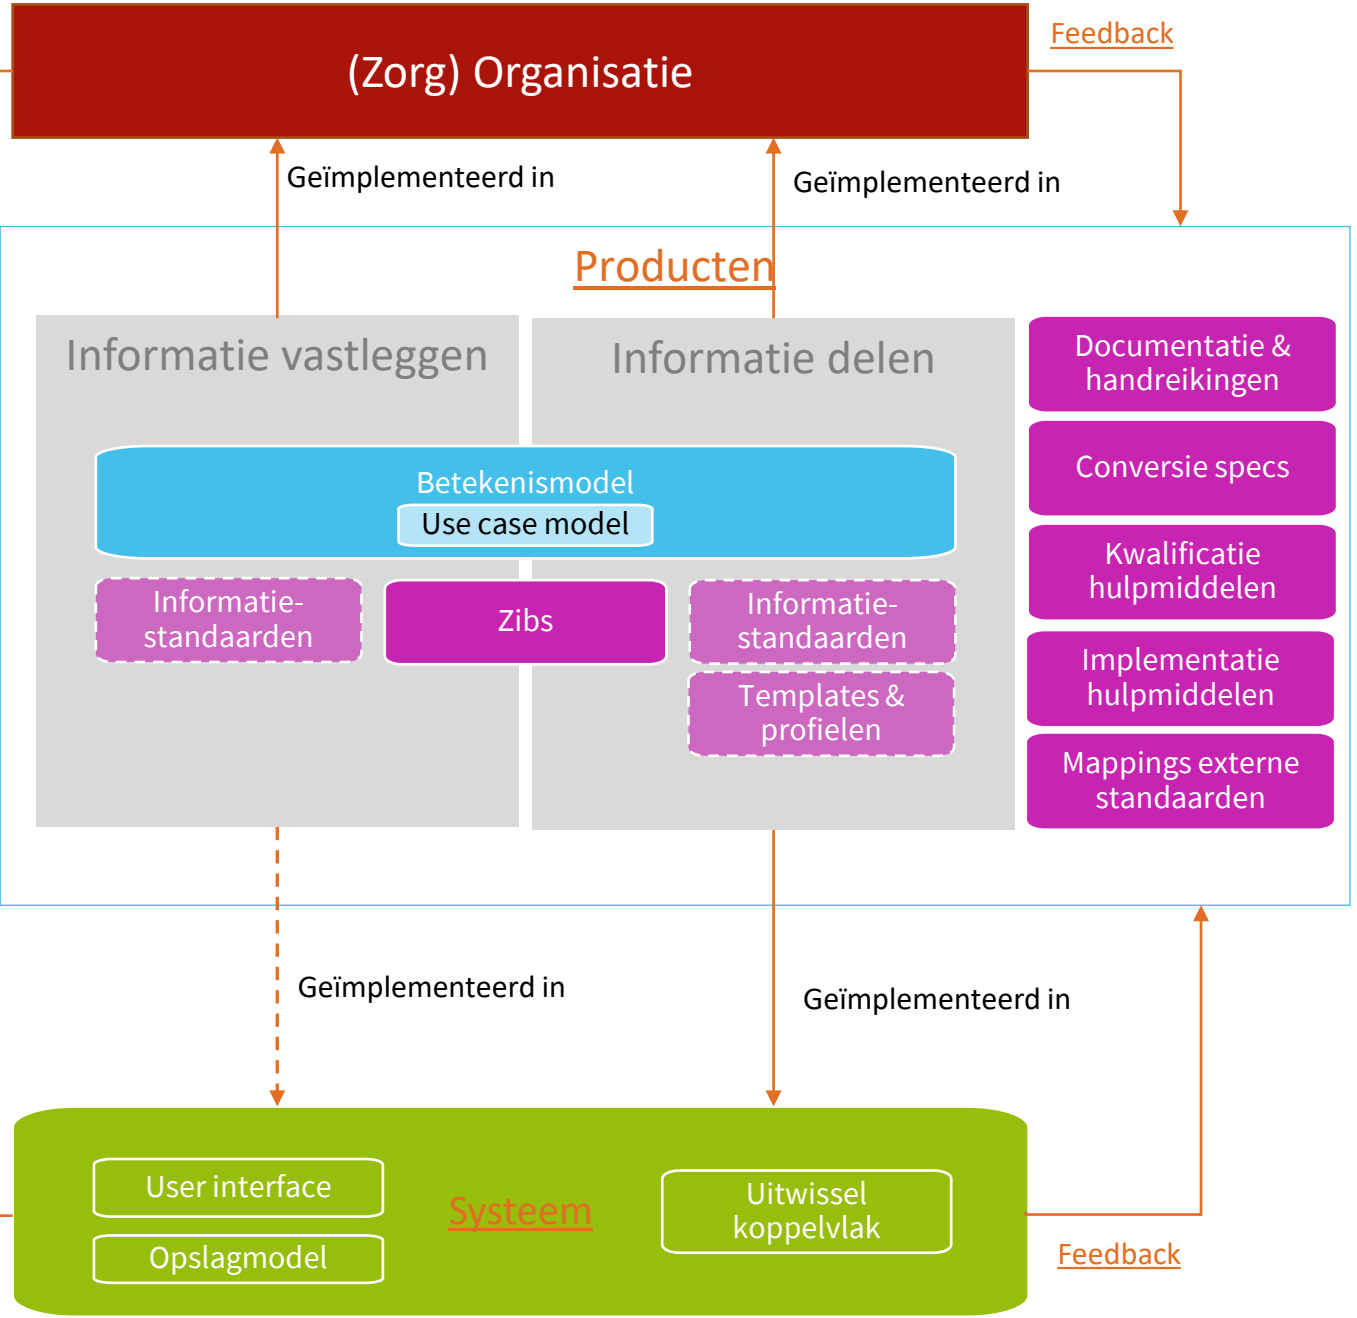 Feedback
(Zorg) Organisatie
Geïmplementeerd in
Geïmplementeerd in
Producten
Informatie vastleggen
Informatie delen
Documentatie &
handreikingen
Conversie specs
Kwalificatie
hulpmiddelen
Implementatie
hulpmiddelen
Mappings externe
standaarden
Betekenismodel
Use case model
Informatie-
standaarden
Zibs
Informatie-
standaarden
Templates &
profielen
Geïmplementeerd in
Geïmplementeerd in
User interface
Opslagmodel
Systeem
Uitwissel
koppelvlak
Feedback